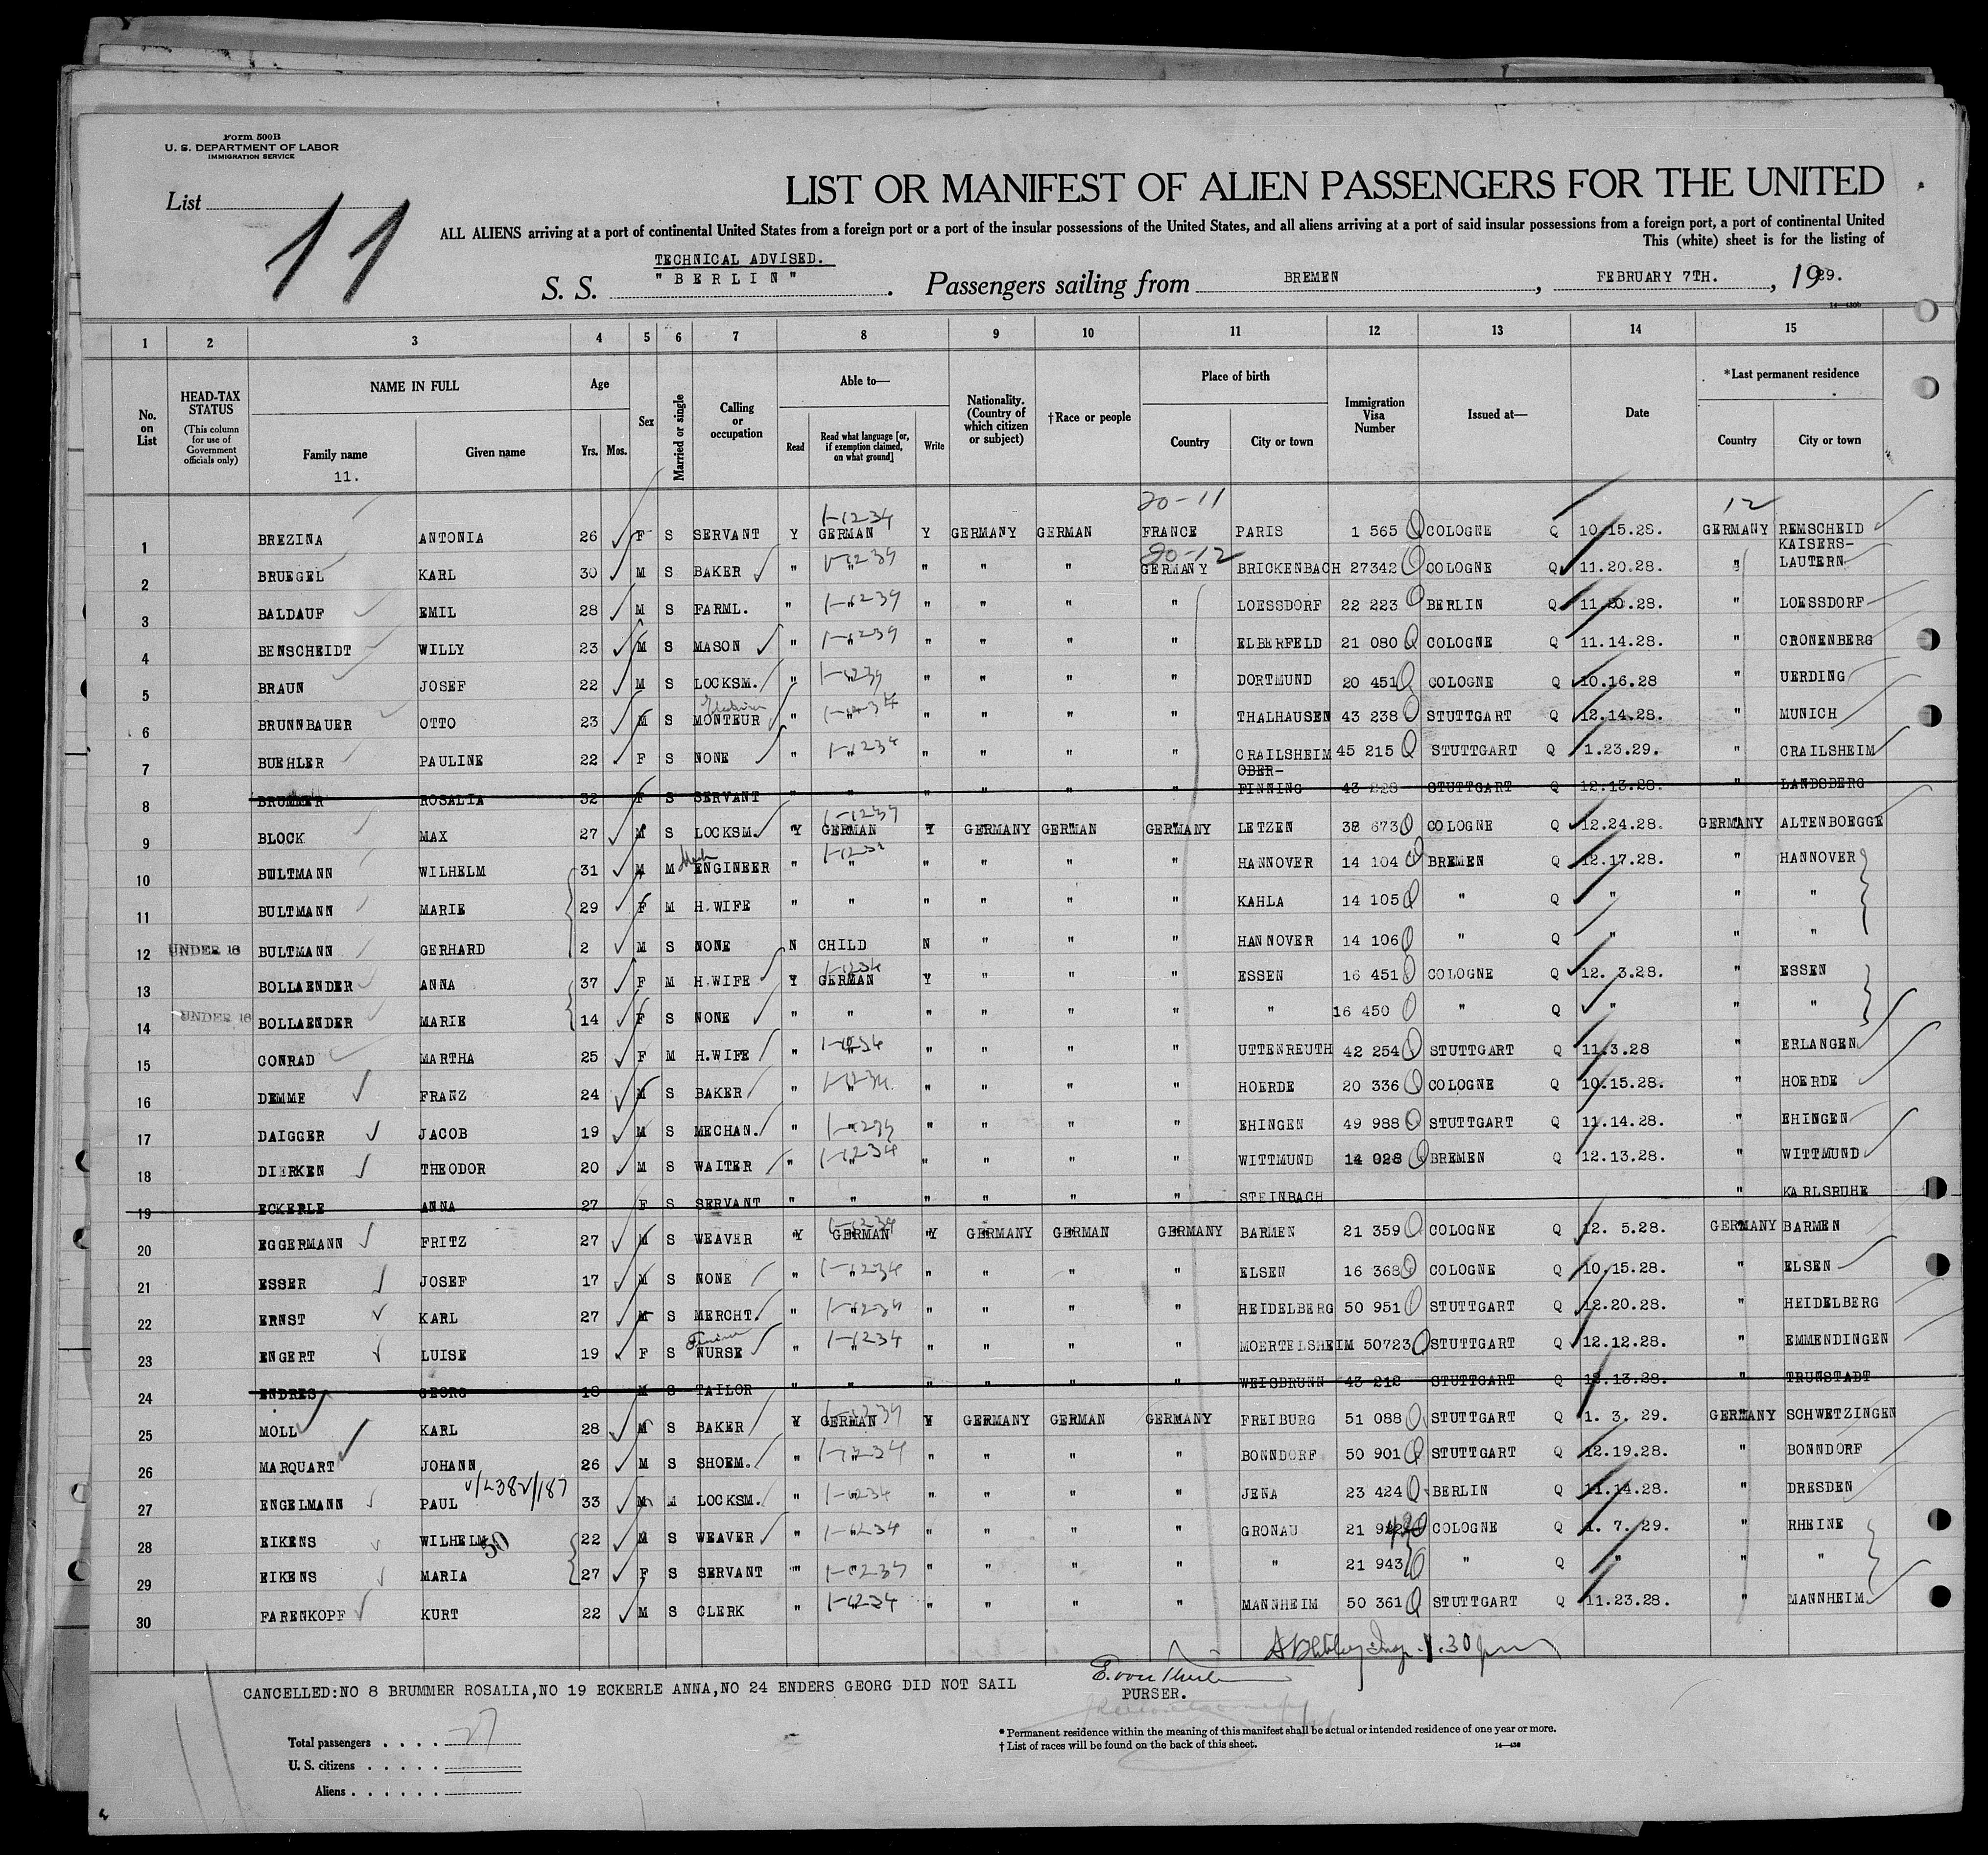 Form 500B
U. S. DEPARTMENT OF LABOR
IMMIGRATION SERVICE
List 11
LIST OR MANIFEST OF ALIEN PASSENGERS FOR THE UNITED
ALL ALIENS arriving at a port of continental United States from a foreign port or a port of the insular possessions of the United States, and all aliens arriving at a port of said insular possessions from a foreign port, a port of continental United
This (white) sheet is for the listing of
TECHNICAL ADVISED.
S. S. "BERLIN". Passengers sailing from BREMEN, FEBRUARY 7TH., 1929.
1 2 3 4 5 6 7 8 9 10 11 12 13 14 15
No. on List
HEAD-TAX STATUS
(This column for use of Government officials only)
NAME IN FULL
Family name
Given name
11.
Age
Yrs. Mos.
Sex
Married or single
Calling or occupation
Able to—
Read
Read what language [or, if exemption claimed, on what ground]
Write
Nationality. (Country of which citizen or subject)
†Race or people
Place of birth
Country
City or town
Immigration Visa Number
Issued at—
Date
*Last permanent residence
Country
City or town
20-11 12
1 BREZINA ANTONIA 26 F S SERVANT Y GERMAN Y GERMANY GERMAN FRANCE PARIS 1 565 COLOGNE Q 10.15.28. GERMANY REMSCHEID
20-12
2 BRUEGEL KARL 30 M S BAKER " " " " " GERMANY BRICKENBACH 27342 COLOGNE Q 11.20.28. " KAISERS-LAUTERN
3 BALDAUF EMIL 28 M S FARML. " " " " " " LOESSDORF 22 223 BERLIN Q 11.20.28. " LOESSDORF
4 BENSCHEIDT WILLY 23 M S MASON " " " " " " ELBERFELD 21 080 COLOGNE Q 11.14.28. " CRONENBERG
5 BRAUN JOSEF 22 M S LOCKSM. " " " " " " DORTMUND 20 451 COLOGNE Q 10.16.28 " UERDING
6 BRUNNBAUER OTTO 23 M S MONTEUR " " " " " " THALHAUSEN 43 238 STUTTGART Q 12.14.28. " MUNICH
7 BUEHLER PAULINE 22 F S NONE " " " " " " CRAILSHEIM 45 215 STUTTGART Q 1.23.29. " CRAILSHEIM
8 BRUMMER ROSALIA 32 F S SERVANT " " " " " " OBER-FINNING 43 STUTTGART Q 12.13.28. " LANDSBERG
9 BLOCK MAX 27 M S LOCKSM. Y GERMAN Y GERMANY GERMAN GERMANY LETZEN 38 673 COLOGNE Q 12.24.28. GERMANY ALTENBOEGGE
10 BULTMANN WILHELM 31 M M ENGINEER " " " " " " HANNOVER 14 104 BREMEN Q 12.17.28. " HANNOVER
11 BULTMANN MARIE 29 F M H.WIFE " " " " " " KAHLA 14 105 " Q " " "
12 UNDER 16 BULTMANN GERHARD 2 M S NONE N CHILD N " " " HANNOVER 14 106 " Q " " "
13 BOLLAENDER ANNA 37 F M H.WIFE Y GERMAN Y " " " ESSEN 16 451 COLOGNE Q 12. 3.28. " ESSEN
14 UNDER 16 BOLLAENDER MARIE 14 F S NONE " " " " " " " 16 450 " Q " " "
15 CONRAD MARTHA 25 F M H.WIFE " " " " " " UTTENREUTH 42 254 STUTTGART Q 11.3.28 " ERLANGEN
16 DEMME FRANZ 24 M S BAKER " " " " " " HOERDE 20 336 COLOGNE Q 10.15.28. " HOERDE
17 DAIGGER JACOB 19 M S MECHAN. " " " " " " EHINGEN 49 988 STUTTGART Q 11.14.28. " EHINGEN
18 DIERKEN THEODOR 20 M S WAITER " " " " " " WITTMUND 14 028 BREMEN Q 12.13.28. " WITTMUND
19 ECKERLE ANNA 27 F S SERVANT " " " " " " STEINBACH " KARLSRUHE
20 EGGERMANN FRITZ 27 M S WEAVER Y GERMAN Y GERMANY GERMAN GERMANY BARMEN 21 359 COLOGNE Q 12. 5.28. GERMANY BARMEN
21 ESSER JOSEF 17 M S NONE " " " " " " ELSEN 16 368 COLOGNE Q 10.15.28. " ELSEN
22 ERNST KARL 27 M S MERCHT. " " " " " " HEIDELBERG 50 951 STUTTGART Q 12.20.28. " HEIDELBERG
23 ENGERT LUISE 19 F S NURSE " " " " " " MOERTELSHEIM 50723 STUTTGART Q 12.12.28. " EMMENDINGEN
24 ENDRES GEORG 18 M S TAILOR " " " " " " WEISBRUNN 43 212 STUTTGART Q 12.13.28. " TRUNSTADT
25 MOLL KARL 28 M S BAKER Y GERMAN Y GERMANY GERMAN GERMANY FREIBURG 51 088 STUTTGART Q 1. 3. 29. GERMANY SCHWETZINGEN
26 MARQUART JOHANN 26 M S SHOEM. " " " " " " BONNDORF 50 901 STUTTGART Q 12.19.28. " BONNDORF
27 ENGELMANN PAUL 33 M M LOCKSM. " " " " " " JENA 23 424 BERLIN Q 11.14.28. " DRESDEN
28 EIKENS WILHELM 22 M S WEAVER " " " " " " GRONAU 21 COLOGNE Q 1. 7. 29. " RHEINE
29 EIKENS MARIA 27 F S SERVANT " " " " " " " 21 943 " Q " " "
30 FARENKOPF KURT 22 M S CLERK " " " " " " MANNHEIM 50 361 STUTTGART Q 11.23.28. " MANNHEIM.
CANCELLED:NO 8 BRUMMER ROSALIA,NO 19 ECKERLE ANNA,NO 24 ENDERS GEORG DID NOT SAIL
PURSER.
Total passengers . . . . 27
U. S. citizens . . . . .
Aliens . . . . . .
* Permanent residence within the meaning of this manifest shall be actual or intended residence of one year or more.
† List of races will be found on the back of this sheet.